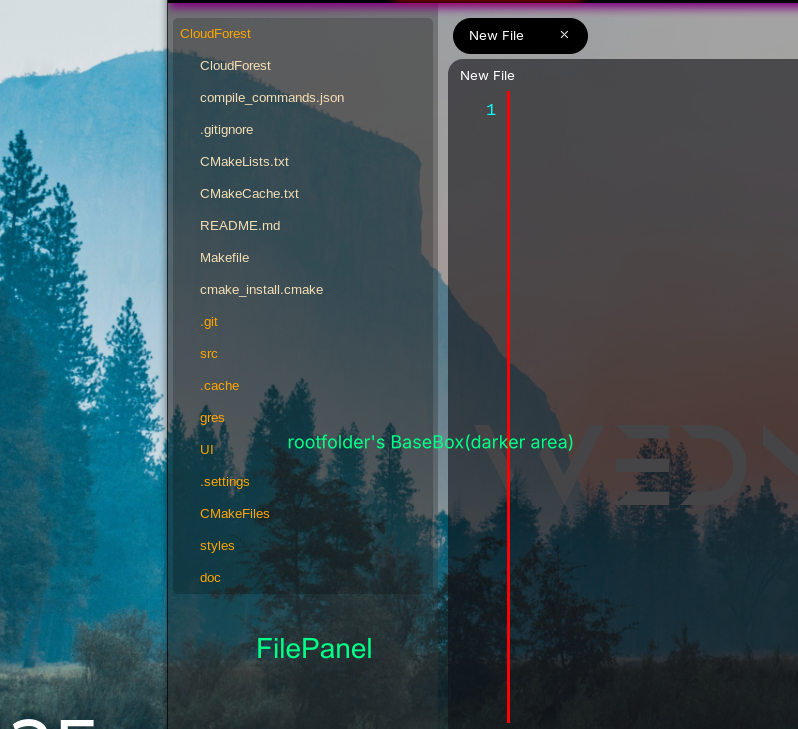 CloudForest
CloudForest
compile_commands.json
.gitignore
CMakeLists.txt
CMakeCache.txt
README.md
Makefile
cmake_install.cmake
.git
src
.cache
gres
UI
.settings
CMakeFiles
styles
doc
rootfolder's BaseBox(darker area)
FilePanel
New File ×
New File
1